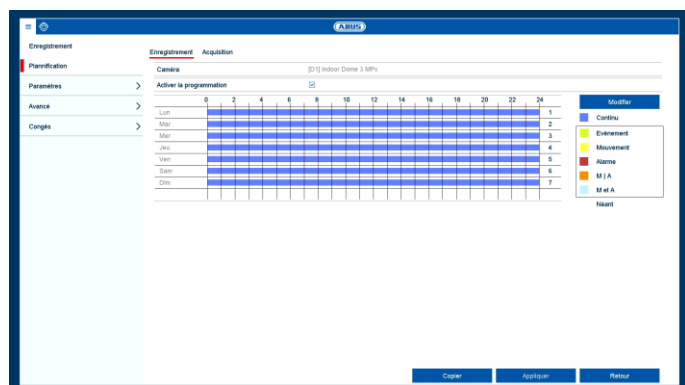 ABUS
Enregistrement
Plannification
Paramètres
Avancé
Congés
Enregistrement Acquisition
Caméra [D1] Indoor Dome 3 MPx
Activer la programmation
0 2 4 6 8 10 12 14 16 18 20 22 24
Lun 1
Mar 2
Mer 3
Jeu 4
Ven 5
Sam 6
Dim 7
Modifier
Continu
Evènement
Mouvement
Alarme
M | A
M et A
Néant
Copier Appliquer Retour